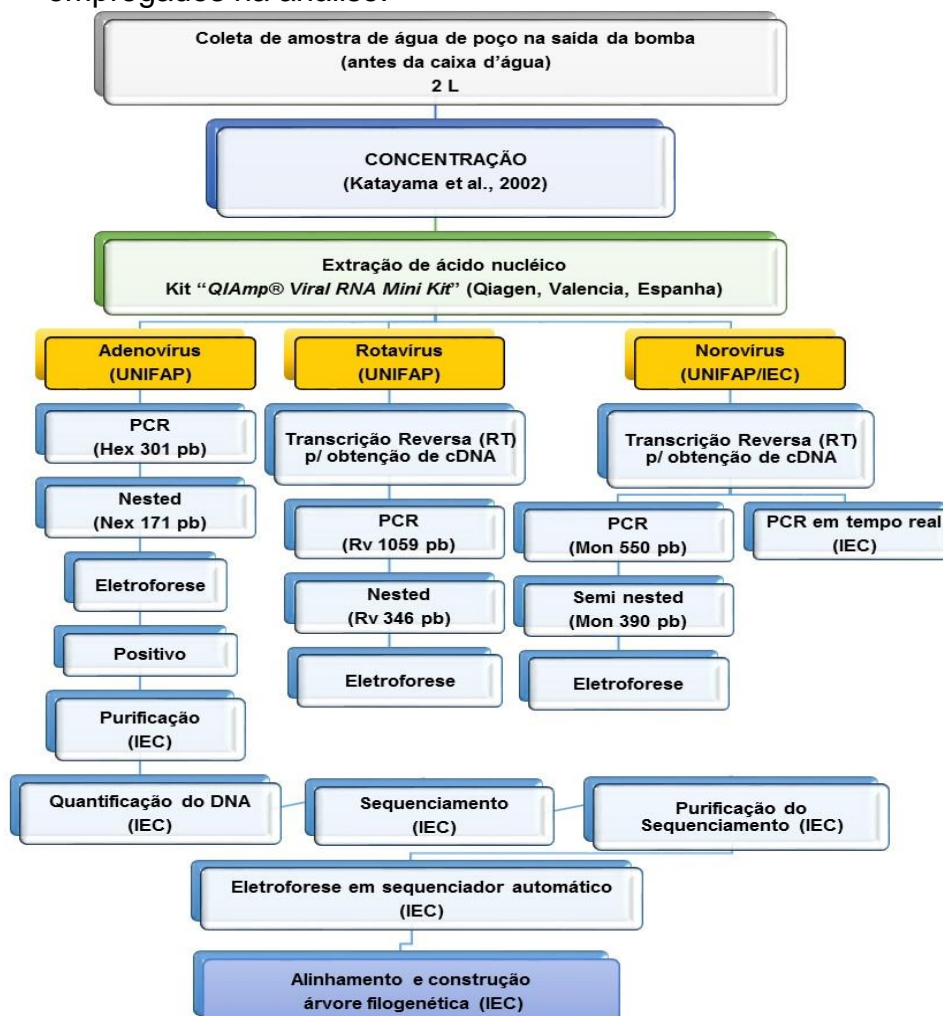 empregados na análise.
Coleta de amostra de água de poço na saída da bomba
(antes da caixa d’água)
2 L
CONCENTRAÇÃO
(Katayama et al., 2002)
Extração de ácido nucléico
Kit “QIAmp® Viral RNA Mini Kit” (Qiagen, Valencia, Espanha)
Adenovírus
(UNIFAP)
PCR
(Hex 301 pb)
Nested
(Nex 171 pb)
Eletroforese
Positivo
Purificação
(IEC)
Rotavírus
(UNIFAP)
Transcrição Reversa (RT)
p/ obtenção de cDNA
PCR
(Rv 1059 pb)
Nested
(Rv 346 pb)
Eletroforese
Norovírus
(UNIFAP/IEC)
Transcrição Reversa (RT)
p/ obtenção de cDNA
PCR
(Mon 550 pb)
Semi nested
(Mon 390 pb)
Eletroforese
PCR em tempo real
(IEC)
Quantificação do DNA
(IEC)
Sequenciamento
(IEC)
Purificação do
Sequenciamento (IEC)
Eletroforese em sequenciador automático
(IEC)
Alinhamento e construção
árvore filogenética (IEC)